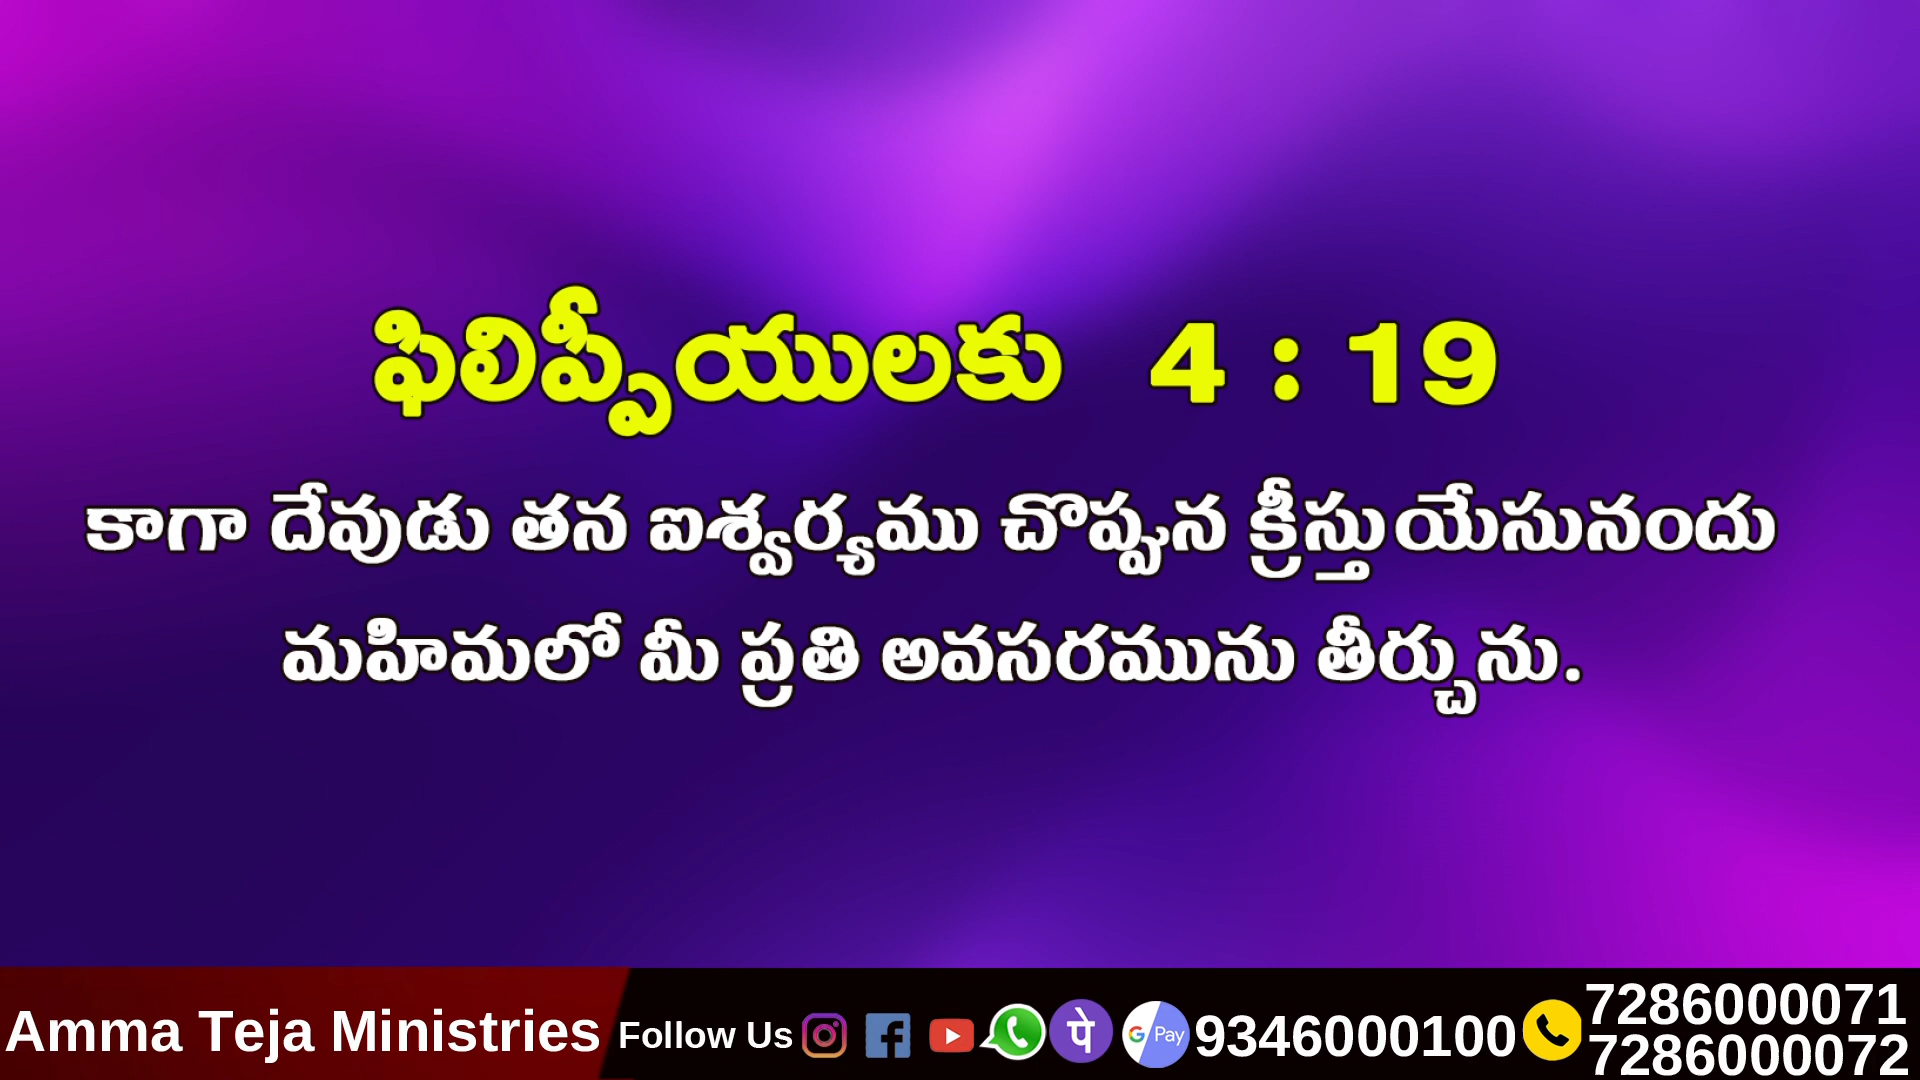 ఫిలిప్పీయులకు 4 : 19
కాగా దేవుడు తన ఐశ్వర్యము చొప్పున క్రీస్తుయేసునందు
మహిమలో మీ ప్రతి అవసరమును తీర్చును.
Amma Teja Ministries Follow Us पे G Pay 9346000100 7286000071
7286000072